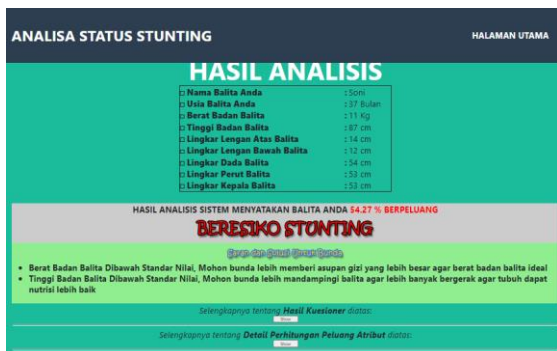 ANALISA STATUS STUNTING
HALAMAN UTAMA
HASIL ANALISIS
Nama Balita Anda : Soni
Usia Balita Anda : 37 Bulan
Berat Badan Balita : 11 Kg
Tinggi Badan Balita : 87 cm
Lingkar Lengan Atas Balita : 14 cm
Lingkar Lengan Bawah Balita : 12 cm
Lingkar Dada Balita : 54 cm
Lingkar Perut Balita : 53 cm
Lingkar Kepala Balita : 53 cm
HASIL ANALISIS SISTEM MENYATAKAN BALITA ANDA 54.27 % BERPELUANG
BERESIKO STUNTING
Saran dan Solusi Untuk Bunda
• Berat Badan Balita Dibawah Standar Nilai, Mohon bunda lebih memberi asupan gizi yang lebih besar agar berat badan balita ideal
• Tinggi Badan Balita Dibawah Standar Nilai, Mohon bunda lebih mandampingi balita agar lebih banyak bergerak agar tubuh dapat
nutrisi lebih baik
Selengkapnya tentang Hasil Kuesioner diatas:
Selengkapnya tentang Detail Perhitungan Peluang Atribut diatas: